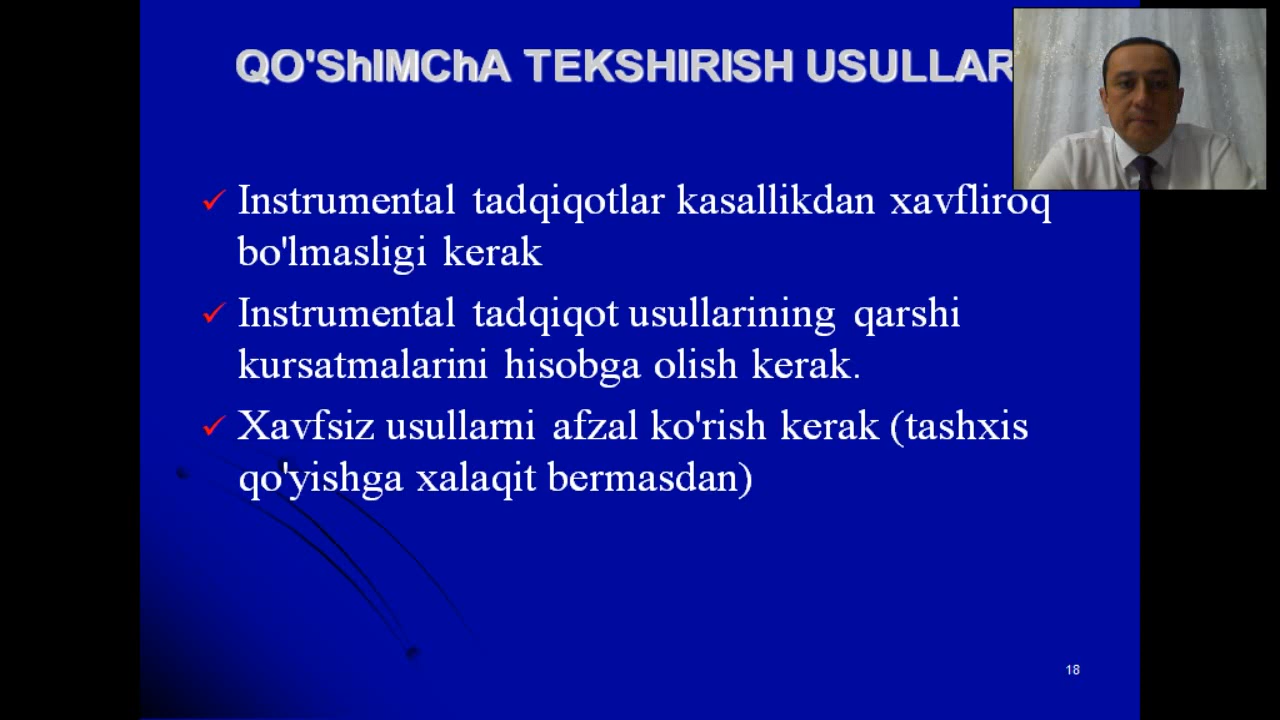 QO'ShIMChA TEKSHIRISH USULLAR
Instrumental tadqiqotlar kasallikdan xavfliroq
bo'lmasligi kerak
Instrumental tadqiqot usullarining qarshi
kursatmalarini hisobga olish kerak.
Xavfsiz usullarni afzal ko'rish kerak (tashxis
qo'yishga xalaqit bermasdan)
18